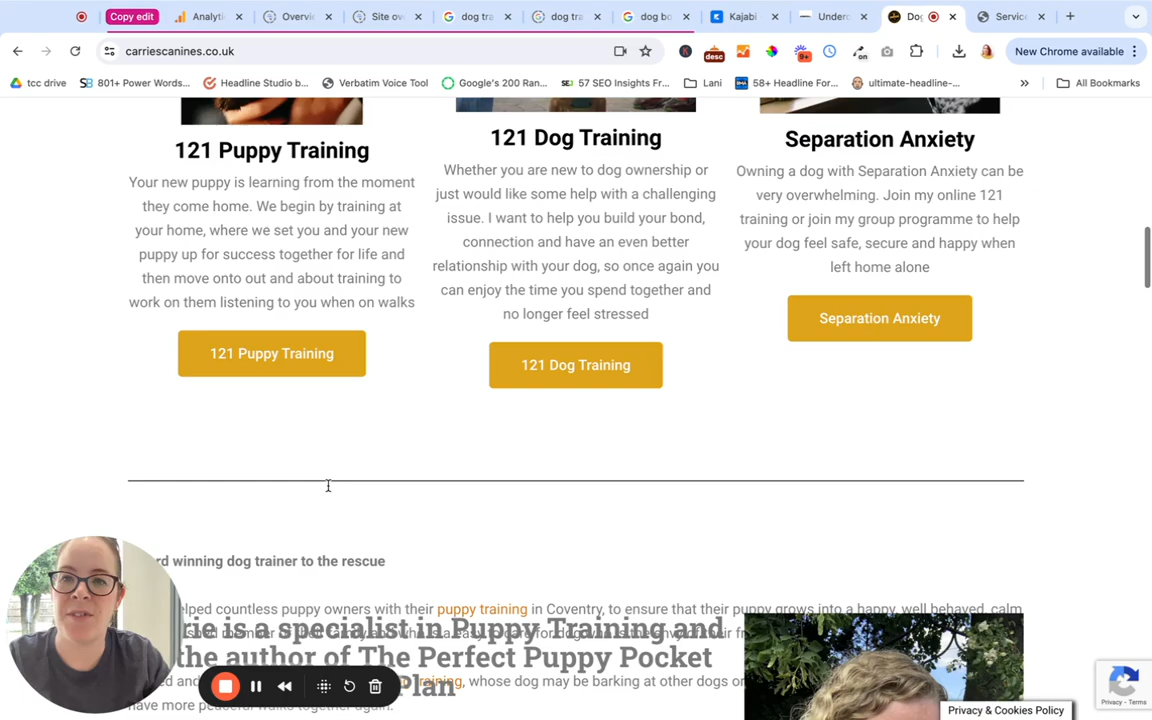 Copy edit
Analyti
Overvi
Site ov
dog tra
dog tra
dog bo
Kajabi
Underc
Dog
Service
carriescanines.co.uk
desc
9+
on
New Chrome available
tcc drive
801+ Power Words...
Headline Studio b...
Verbatim Voice Tool
Google's 200 Ran...
57 SEO Insights Fr...
Lani
58+ Headline For...
ultimate-headline-...
All Bookmarks
121 Puppy Training
Your new puppy is learning from the moment
they come home. We begin by training at
your home, where we set you and your new
puppy up for success together for life and
then move onto out and about training to
work on them listening to you when on walks
121 Puppy Training
121 Dog Training
Whether you are new to dog ownership or
just would like some help with a challenging
issue. I want to help you build your bond,
connection and have an even better
relationship with your dog, so once again you
can enjoy the time you spend together and
no longer feel stressed
121 Dog Training
Separation Anxiety
Owning a dog with Separation Anxiety can be
very overwhelming. Join my online 121
training or join my group programme to help
your dog feel safe, secure and happy when
left home alone
Separation Anxiety
rd winning dog trainer to the rescue
elped countless puppy owners with their puppy training in Coventry, to ensure that their puppy grows into a happy, well behaved, calm
rie is a specialist in Puppy Training and
the author of The Perfect Puppy Pocket
Plan
training, whose dog may be barking at other dogs o
have more peaceful walks together again.
Privacy & Cookies Policy
Privacy - Terms